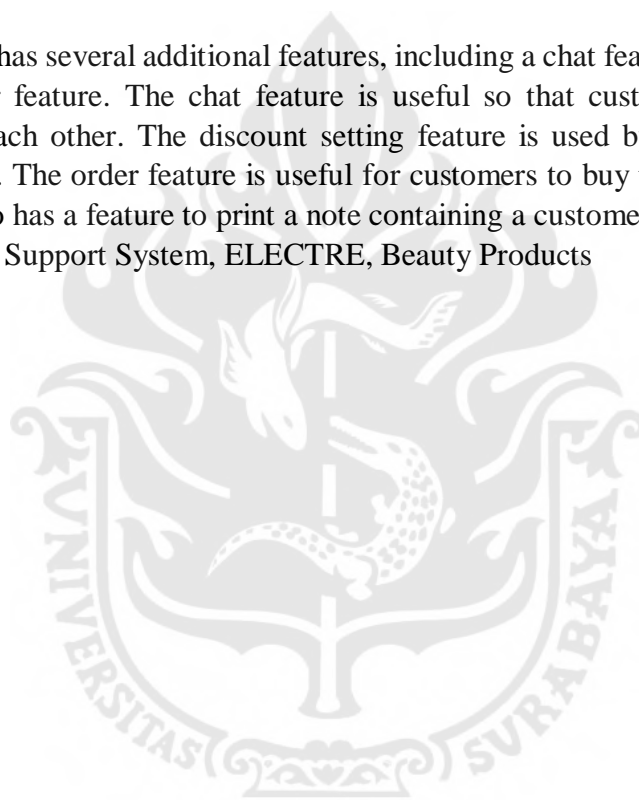 has several additional features, including a chat fea
feature. The chat feature is useful so that cust
each other. The discount setting feature is used b
. The order feature is useful for customers to buy
has a feature to print a note containing a custome
Support System, ELECTRE, Beauty Products
UNIVERSITAS SURABAYA